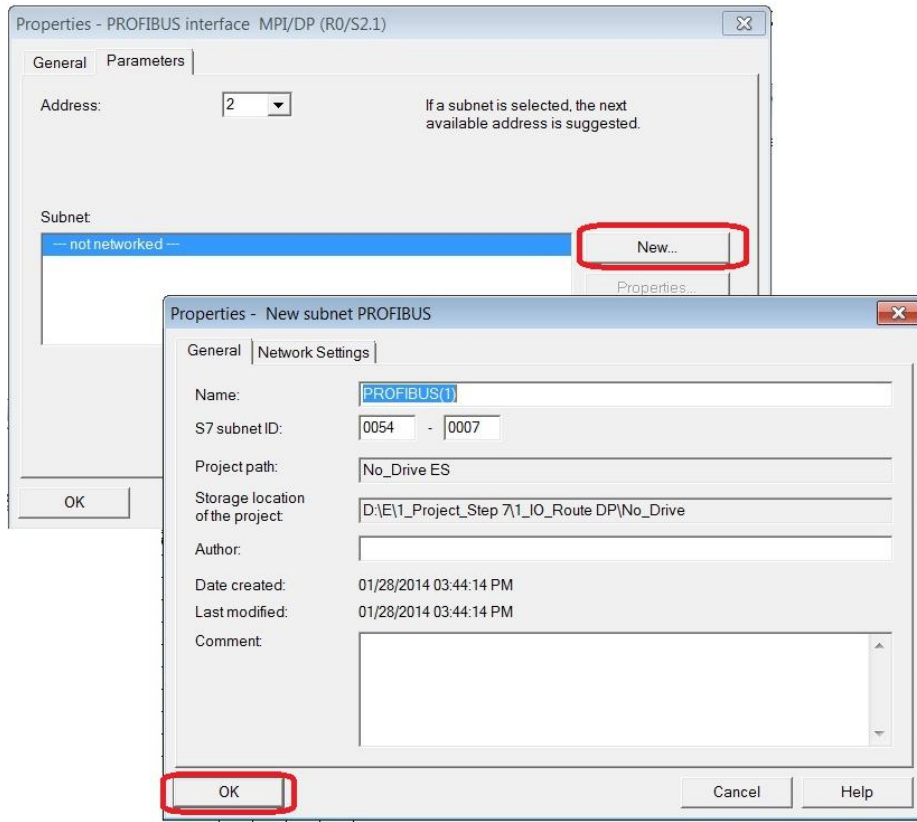 Properties - PROFIBUS interface MPI/DP (R0/S2.1)
General Parameters
Address: 2 If a subnet is selected, the next
available address is suggested.
Subnet:
--- not networked ---
New...
Properties...
OK
Properties - New subnet PROFIBUS
General Network Settings
Name: PROFIBUS(1)
S7 subnet ID: 0054 - 0007
Project path: No_Drive ES
Storage location
of the project: D:\E\1_Project_Step 7\1_IO_Route DP\No_Drive
Author:
Date created: 01/28/2014 03:44:14 PM
Last modified: 01/28/2014 03:44:14 PM
Comment:
OK Cancel Help